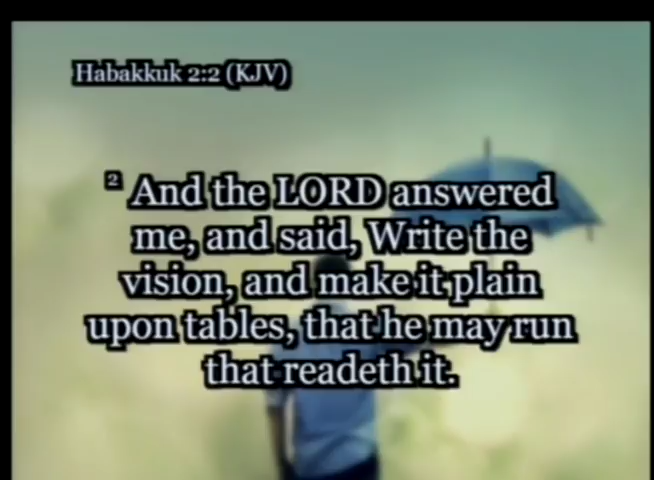 Habakkuk 2:2 (KJV)
² And the LORD answered
me, and said, Write the
vision, and make it plain
upon tables, that he may run
that readeth it.